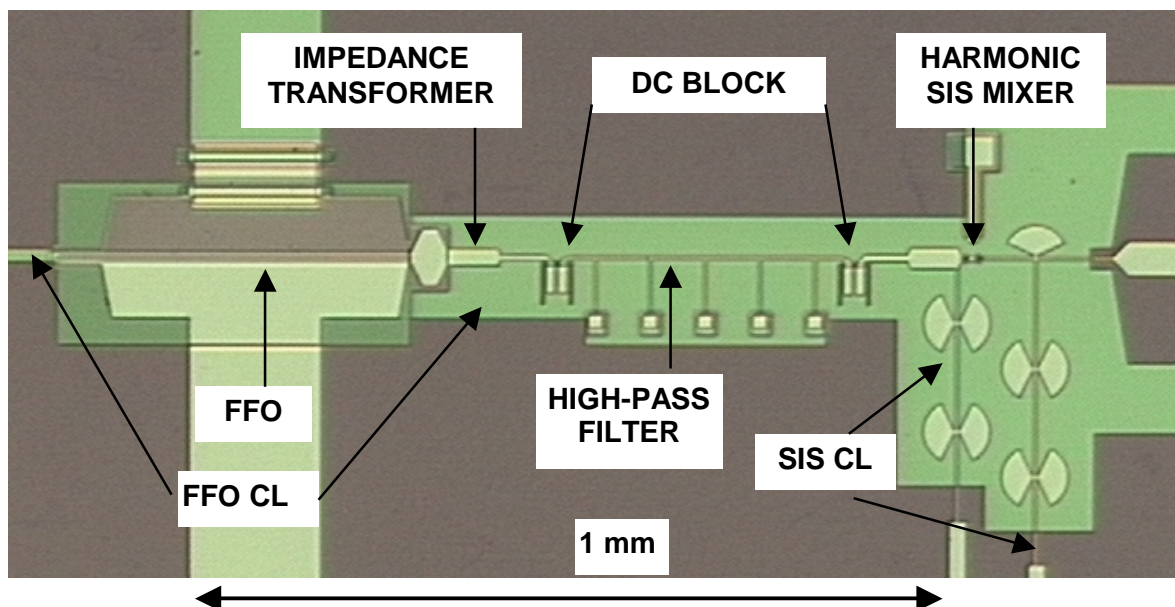 IMPEDANCE
TRANSFORMER
DC BLOCK
HARMONIC
SIS MIXER
FFO
HIGH-PASS
FILTER
SIS CL
FFO CL
1 mm